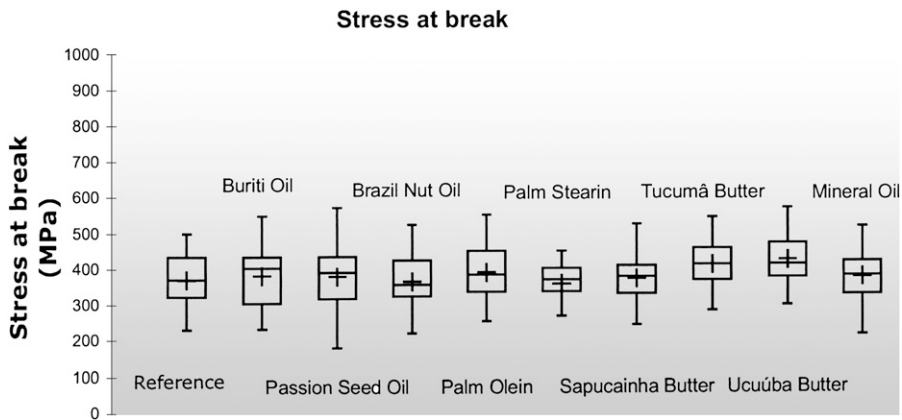 Stress at break
Stress at break
(MPa)
1000
900
800
700
600
500
400
300
200
100
0
Buriti Oil
Brazil Nut Oil
Palm Stearin
Tucumâ Butter
Mineral Oil
Reference
Passion Seed Oil
Palm Olein
Sapucainha Butter
Ucuúba Butter